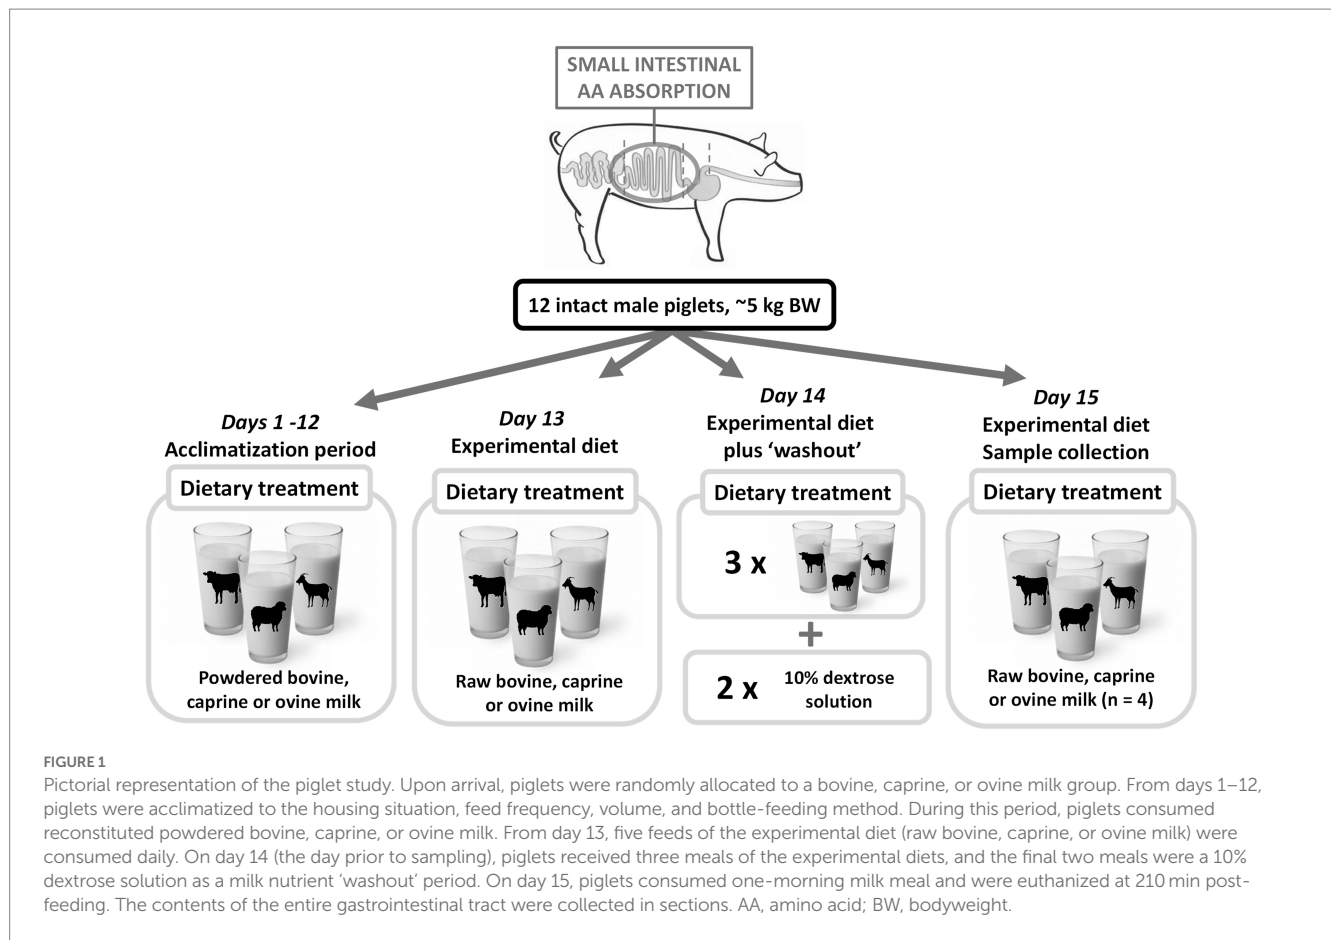 SMALL INTESTINAL
AA ABSORPTION
12 intact male piglets, ~5 kg BW
Days 1 -12
Acclimatization period
Dietary treatment
Powdered bovine,
caprine or ovine milk
Day 13
Experimental diet
Dietary treatment
Raw bovine, caprine
or ovine milk
Day 14
Experimental diet
plus ‘washout’
Dietary treatment
3 x
+
2 x
10% dextrose
solution
Day 15
Experimental diet
Sample collection
Dietary treatment
Raw bovine, caprine
or ovine milk (n = 4)
FIGURE 1
Pictorial representation of the piglet study. Upon arrival, piglets were randomly allocated to a bovine, caprine, or ovine milk group. From days 1–12,
piglets were acclimatized to the housing situation, feed frequency, volume, and bottle-feeding method. During this period, piglets consumed
reconstituted powdered bovine, caprine, or ovine milk. From day 13, five feeds of the experimental diet (raw bovine, caprine, or ovine milk) were
consumed daily. On day 14 (the day prior to sampling), piglets received three meals of the experimental diets, and the final two meals were a 10%
dextrose solution as a milk nutrient ‘washout’ period. On day 15, piglets consumed one-morning milk meal and were euthanized at 210 min post-
feeding. The contents of the entire gastrointestinal tract were collected in sections. AA, amino acid; BW, bodyweight.